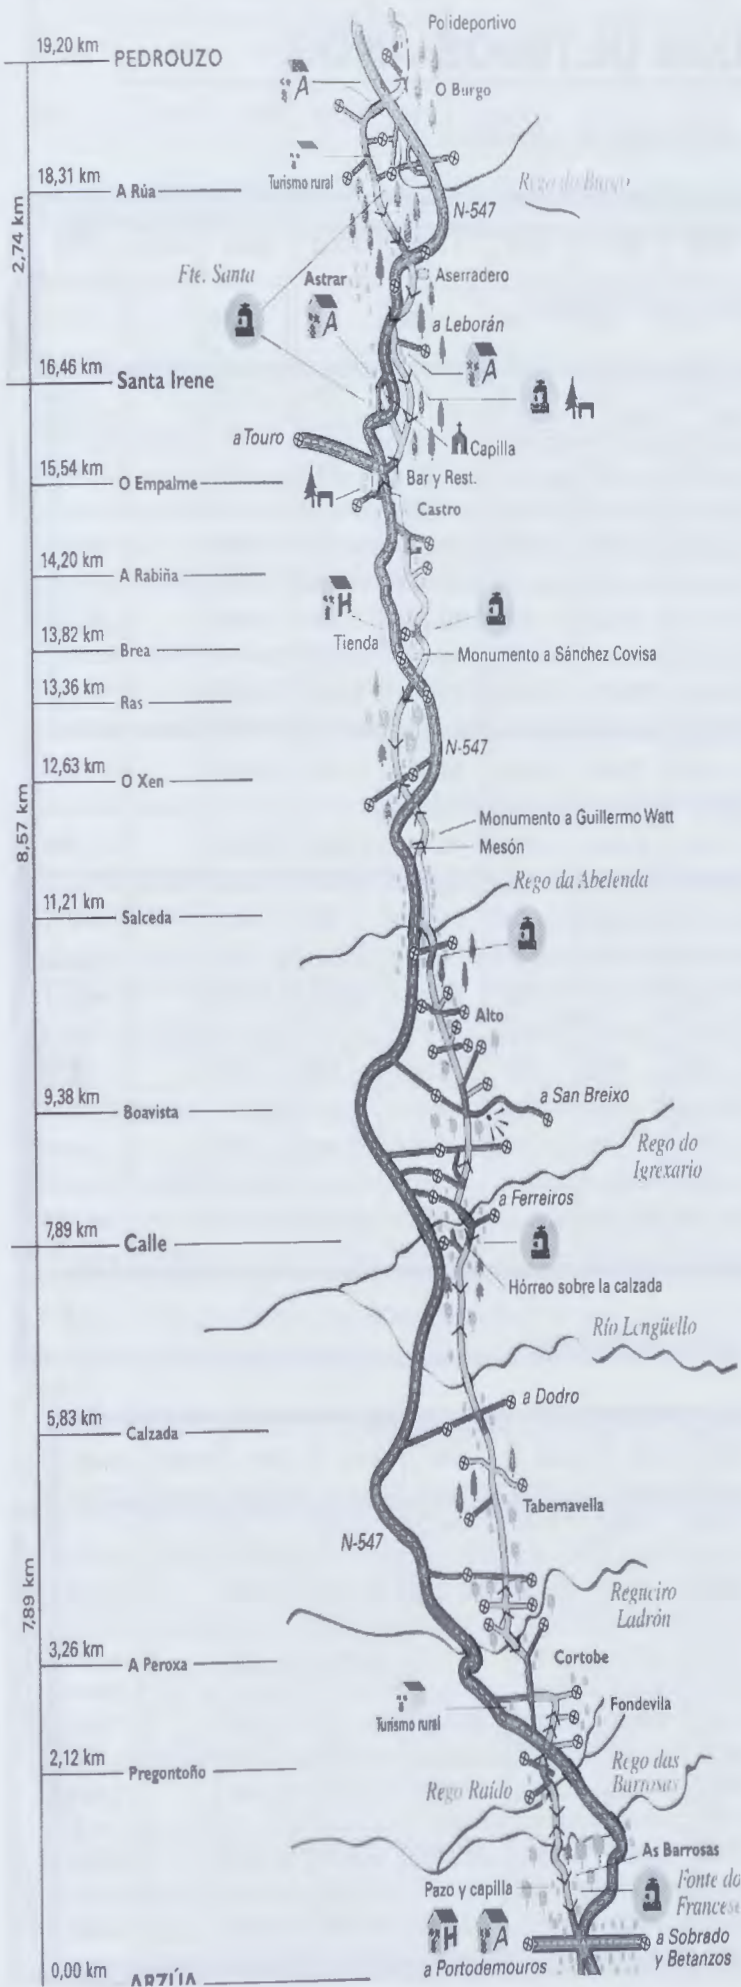 Polideportivo
19,20 km PEDROUZO
A
O Burgo
Turismo rural
18,31 km A Rúa
Rego do Burgo
N-547
2,74 km
Fte. Santa
Astrar
A
Aserradero
a Leborán
A
16,46 km Santa Irene
a Touro
Capilla
15,54 km O Empalme
Bar y Rest.
Castro
14,20 km A Rabiña
H
Tienda
13,82 km Brea
Monumento a Sánchez Covisa
13,36 km Ras
N-547
12,63 km O Xen
8,57 km
Monumento a Guillermo Watt
Mesón
Rego da Abelenda
11,21 km Salceda
Alto
9,38 km Boavista
a San Breixo
Rego do
Igrexario
a Ferreiros
7,89 km Calle
Hórreo sobre la calzada
Río Lengüello
5,83 km Calzada
a Dodro
Tabernavella
N-547
7,89 km
Regueiro
Ladrón
3,26 km A Peroxa
Cortobe
Turismo rural
Fondevila
2,12 km Pregontoño
Rego das
Barrosas
Rego Raído
As Barrosas
Pazo y capilla
Fonte do
Francese
H A
a Portodemouros
a Sobrado
y Betanzos
0,00 km ARZÚA